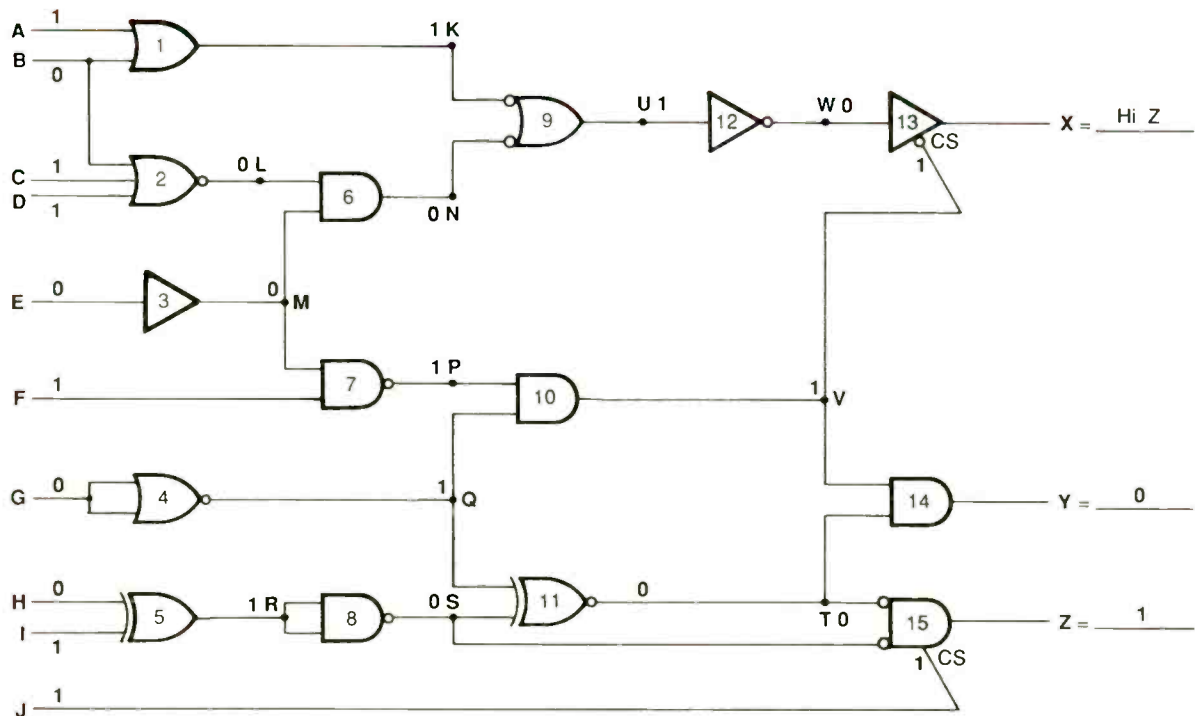 A 1
1
1 K
B
0
U 1
W 0
9
12
13
X = Hi Z
CS
1
C 1
2
0 L
D
1
6
0 N
E 0
3
0
M
1 P
7
F 1
10
1 V
G 0
4
1 Q
14
Y = 0
H 0
5
1 R
8
0 S
11
0
T 0
15
Z = 1
I
1
1 CS
J 1